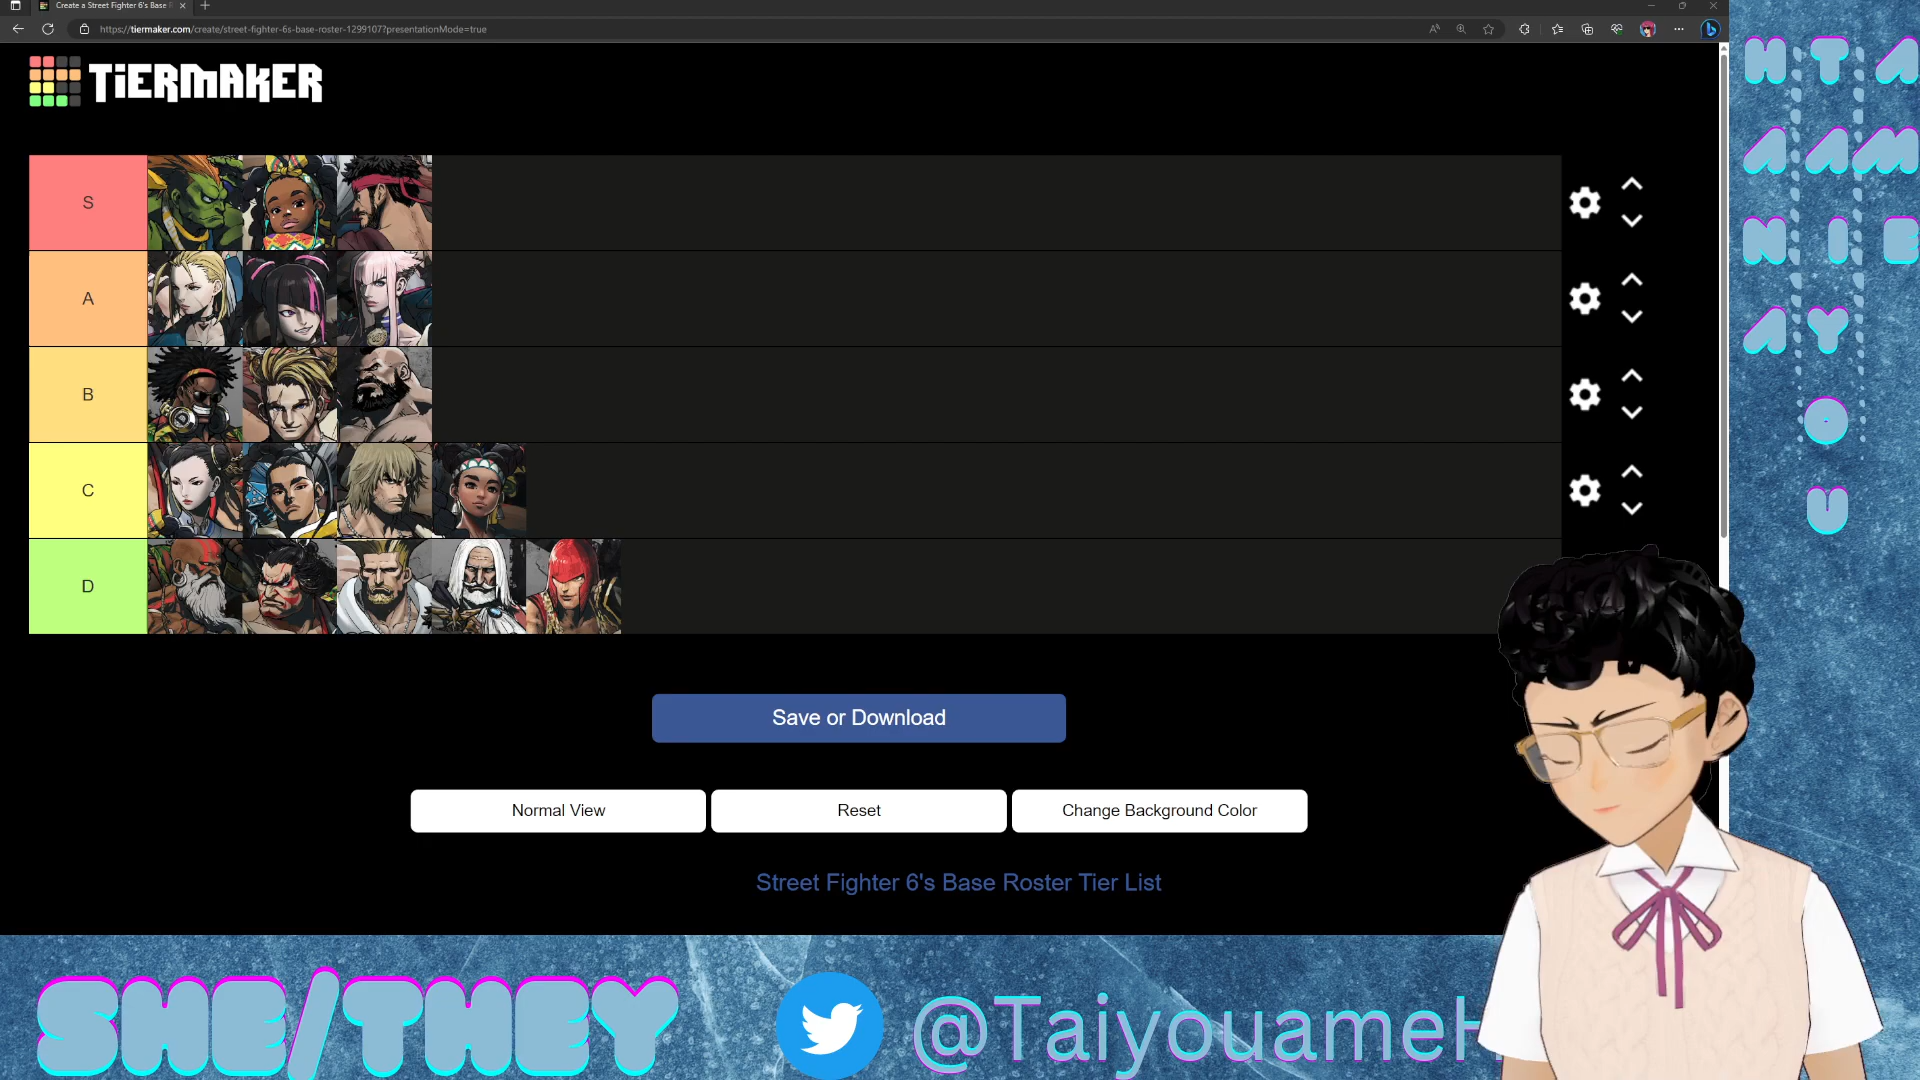 Create a Street Fighter 6's Base R
https://tiermaker.com/create/street-fighter-6s-base-roster-1299107?presentationMode=true
TIERMAKER
S
A
B
C
D
Save or Download
Normal View
Reset
Change Background Color
Street Fighter 6's Base Roster Tier List
SHE/THEY
@TaiyouameH
H T A
A A M
N I E
A Y
O
U